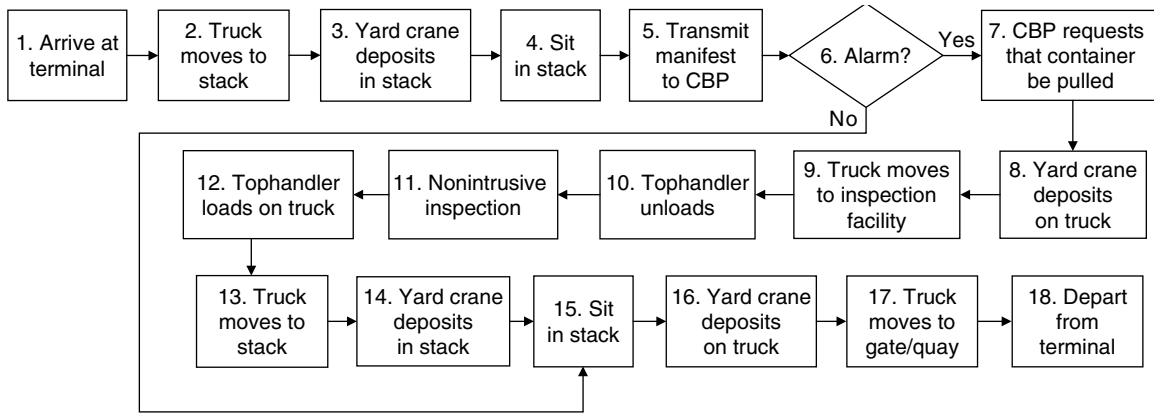 1. Arrive at
terminal
2. Truck
moves to
stack
3. Yard crane
deposits
in stack
4. Sit
in stack
5. Transmit
manifest
to CBP
6. Alarm?
Yes
No
7. CBP requests
that container
be pulled
8. Yard crane
deposits
on truck
9. Truck moves
to inspection
facility
10. Tophandler
unloads
11. Nonintrusive
inspection
12. Tophandler
loads on truck
13. Truck
moves to
stack
14. Yard crane
deposits
in stack
15. Sit
in stack
16. Yard crane
deposits
on truck
17. Truck
moves to
gate/quay
18. Depart
from
terminal